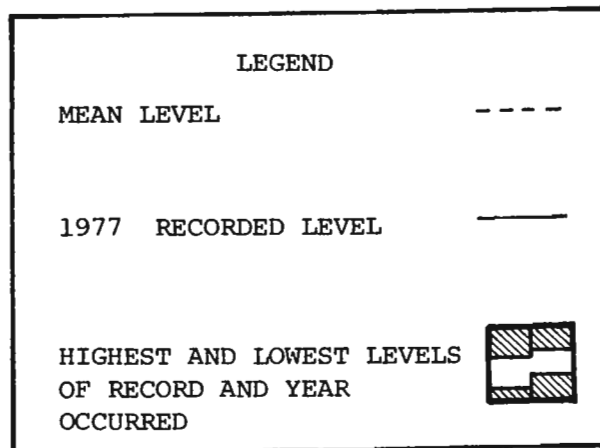 LEGEND
MEAN LEVEL
1977 RECORDED LEVEL
HIGHEST AND LOWEST LEVELS
OF RECORD AND YEAR
OCCURRED